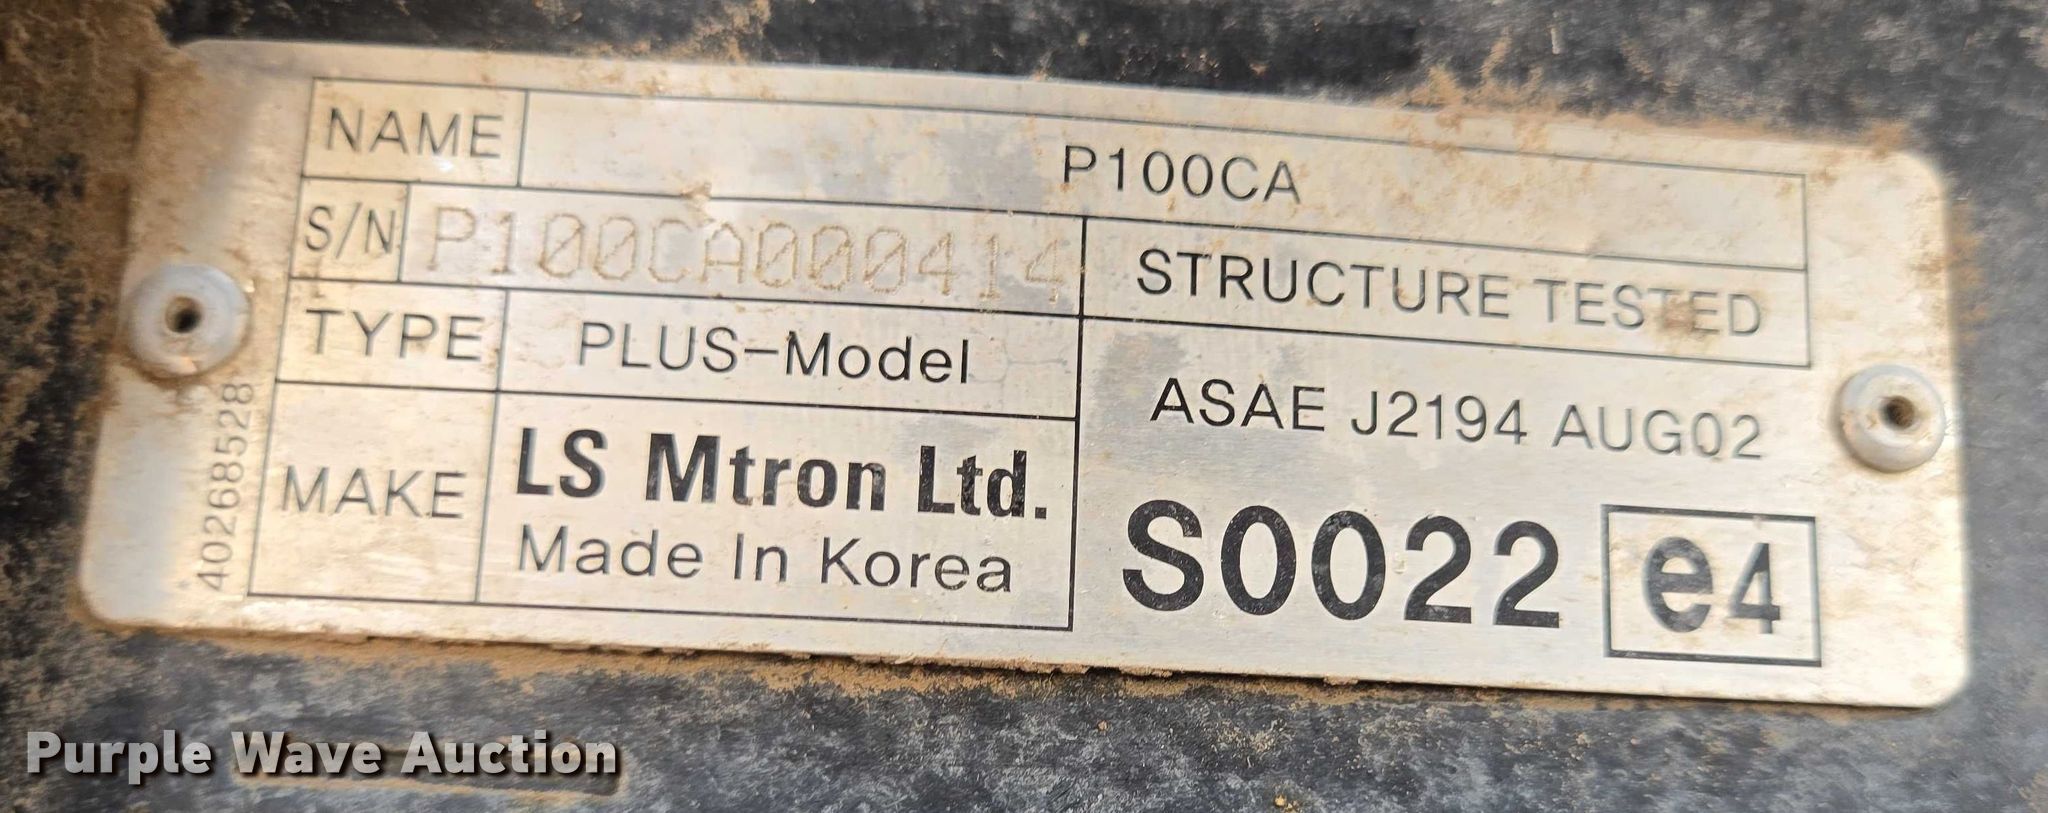 NAME P100CA
S/N P100CA000414 STRUCTURE TESTED
TYPE PLUS-Model
ASAE J2194 AUG02
MAKE LS Mtron Ltd.
Made In Korea
S0022 e4
40268528
Purple Wave Auction